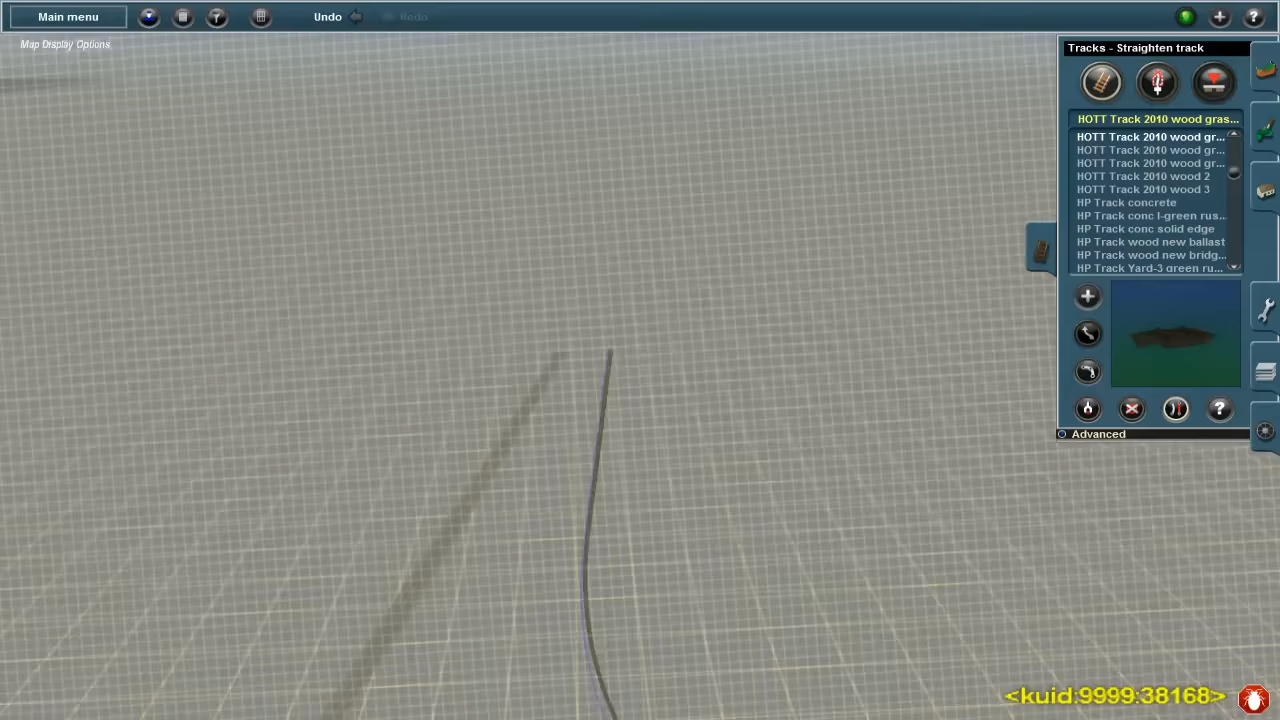 Main menu
Undo
Redo
?
Map Display Options
Tracks - Straighten track
HOTT Track 2010 wood gras...
HOTT Track 2010 wood gr...
HOTT Track 2010 wood gr...
HOTT Track 2010 wood gr...
HOTT Track 2010 wood 2
HOTT Track 2010 wood 3
HP Track concrete
HP Track conc l-green rus...
HP Track conc solid edge
HP Track wood new ballast
HP Track wood new bridg...
HP Track Yard-3 green ru...
?
Advanced
<kuid:9999:38168>